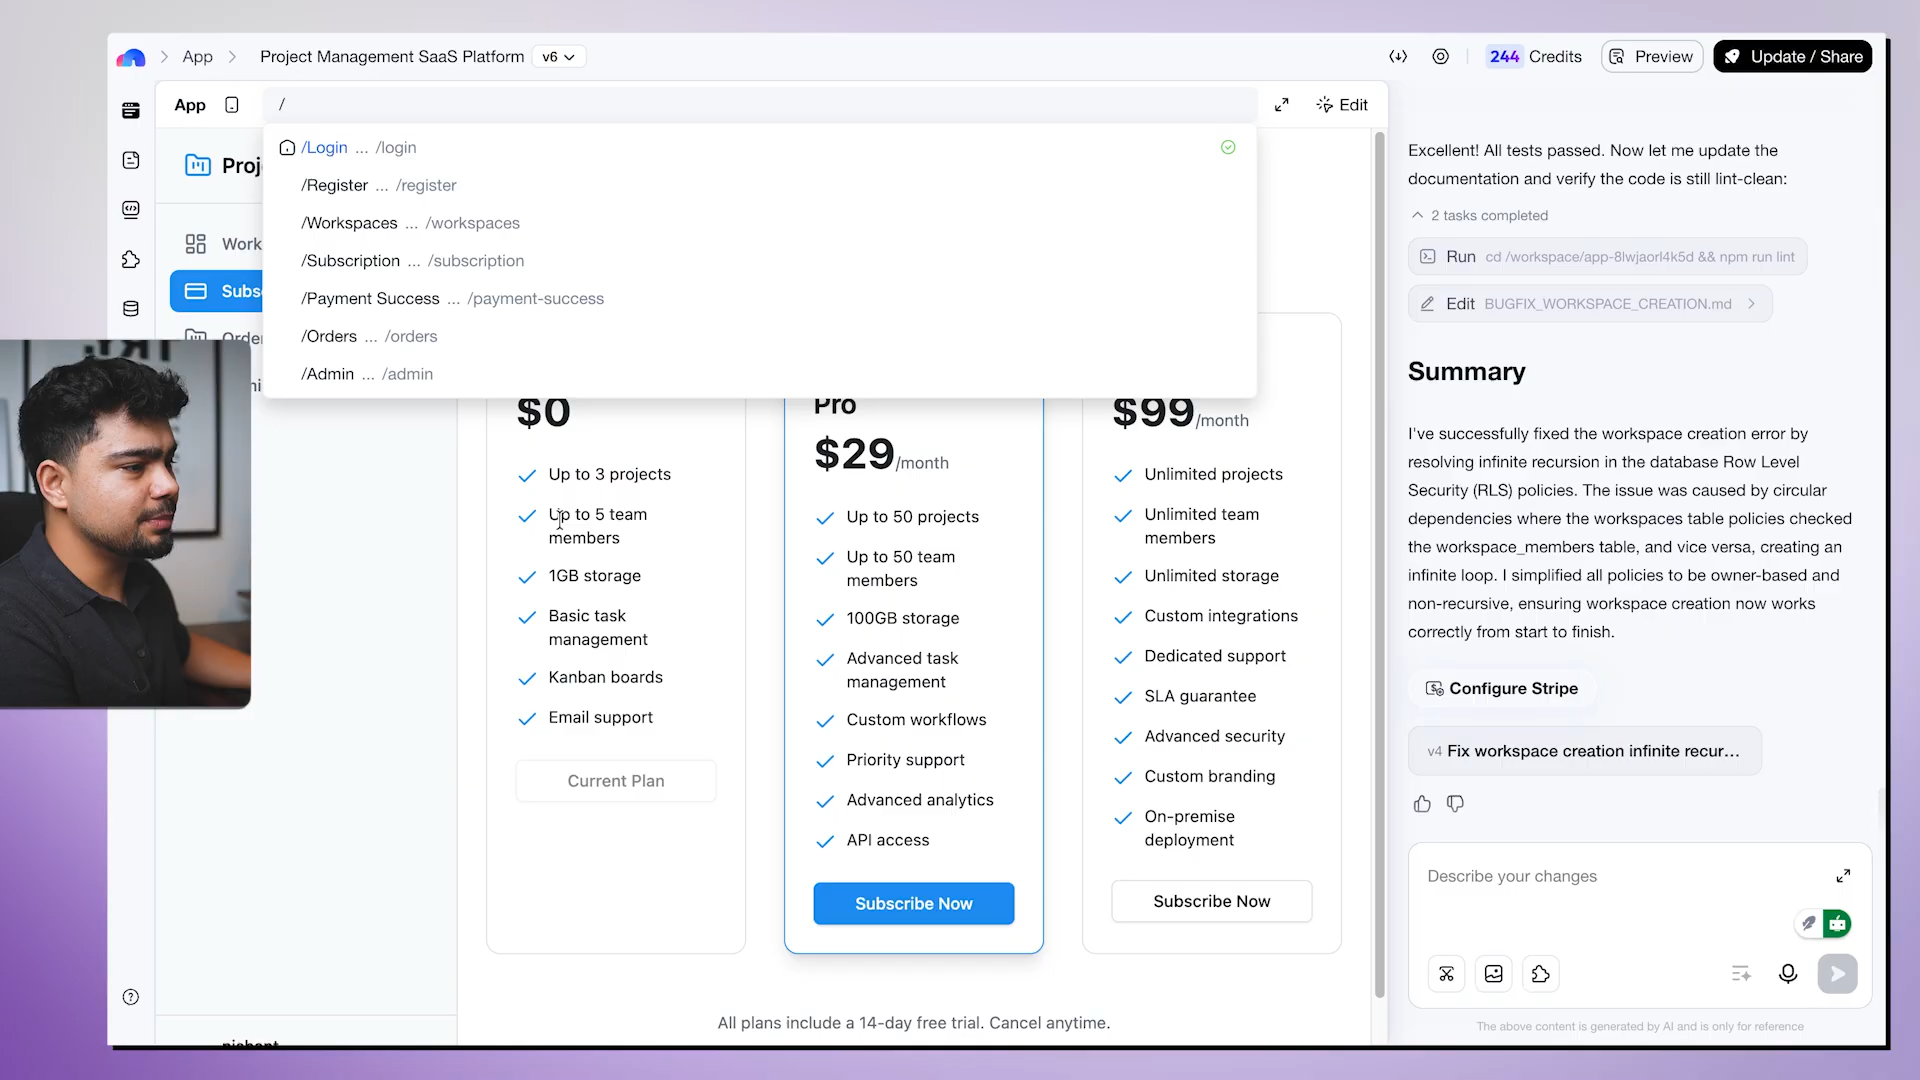 App
Project Management SaaS Platform
v6
244 Credits
Preview
Update / Share
App
/
Edit
/Login ... /login
/Register ... /register
/Workspaces ... /workspaces
/Subscription ... /subscription
/Payment Success ... /payment-success
/Orders ... /orders
/Admin ... /admin
$0
Up to 3 projects
Up to 5 team
members
1GB storage
Basic task
management
Kanban boards
Email support
Current Plan
Pro
$29/month
Up to 50 projects
Up to 50 team
members
100GB storage
Advanced task
management
Custom workflows
Priority support
Advanced analytics
API access
Subscribe Now
$99/month
Unlimited projects
Unlimited team
members
Unlimited storage
Custom integrations
Dedicated support
SLA guarantee
Advanced security
Custom branding
On-premise
deployment
Subscribe Now
All plans include a 14-day free trial. Cancel anytime.
Excellent! All tests passed. Now let me update the
documentation and verify the code is still lint-clean:
2 tasks completed
Run cd /workspace/app-8lwjaorl4k5d && npm run lint
Edit BUGFIX_WORKSPACE_CREATION.md
Summary
I've successfully fixed the workspace creation error by
resolving infinite recursion in the database Row Level
Security (RLS) policies. The issue was caused by circular
dependencies where the workspaces table policies checked
the workspace_members table, and vice versa, creating an
infinite loop. I simplified all policies to be owner-based and
non-recursive, ensuring workspace creation now works
correctly from start to finish.
Configure Stripe
v4 Fix workspace creation infinite recur...
Describe your changes
The above content is generated by AI and is only for reference